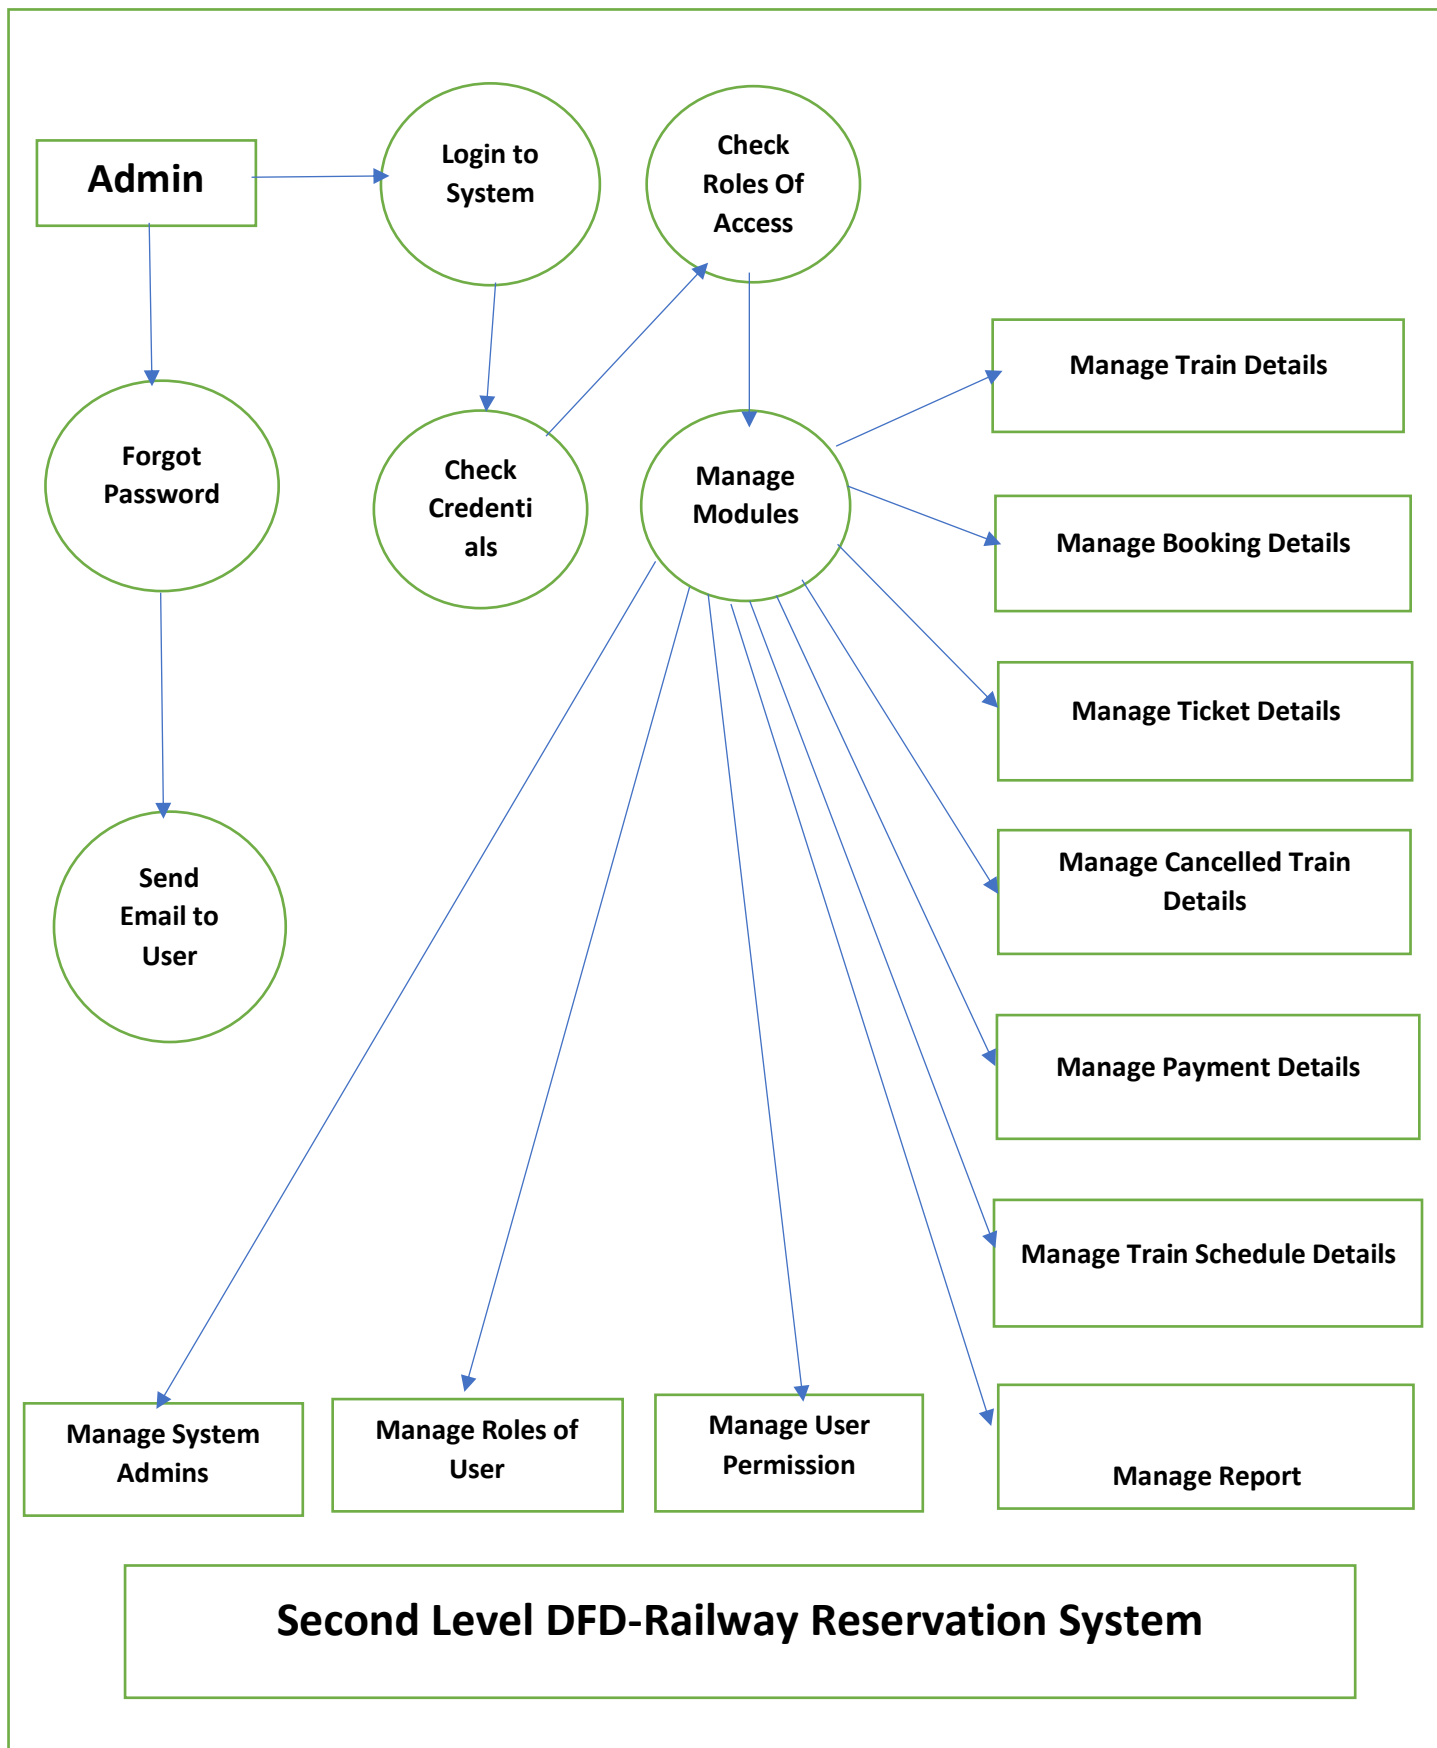 Admin
Login to
System
Check
Roles Of
Access
Manage Train Details
Forgot
Password
Check
Credenti
als
Manage
Modules
Manage Booking Details
Manage Ticket Details
Send
Email to
User
Manage Cancelled Train
Details
Manage Payment Details
Manage Train Schedule Details
Manage System
Admins
Manage Roles of
User
Manage User
Permission
Manage Report
Second Level DFD-Railway Reservation System